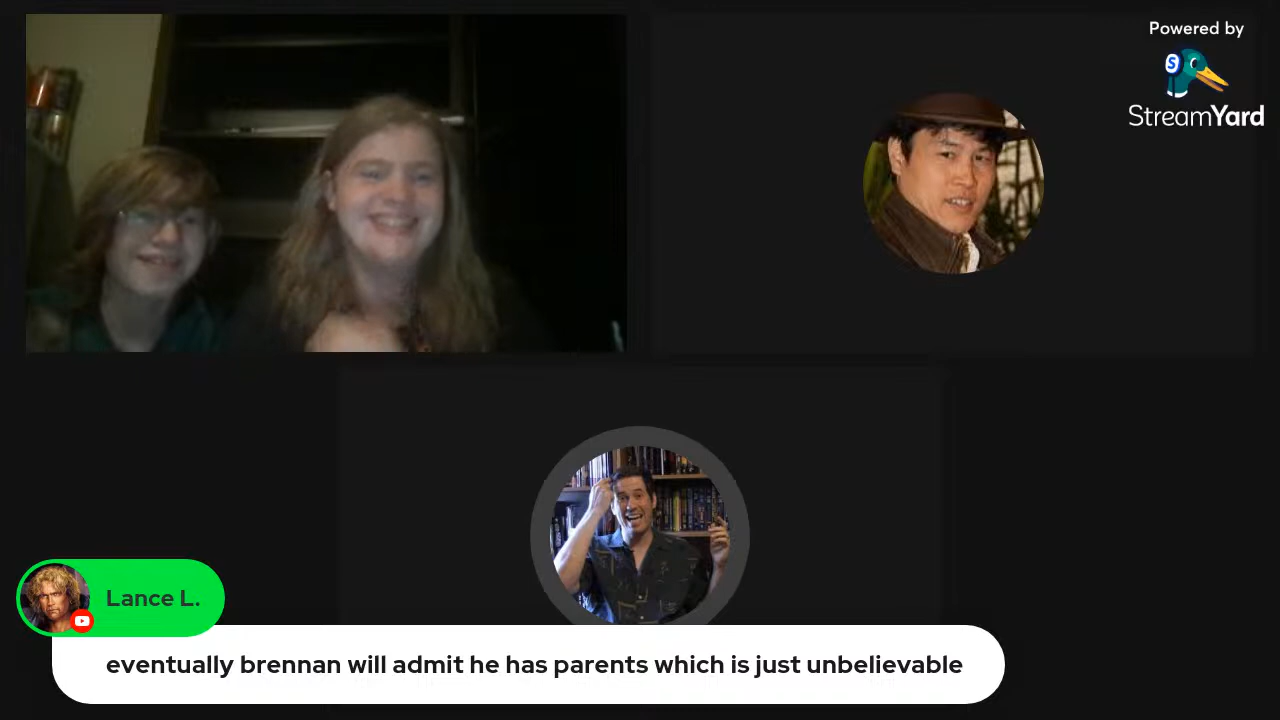 Powered by
StreamYard
Lance L.
eventually brennan will admit he has parents which is just unbelievable